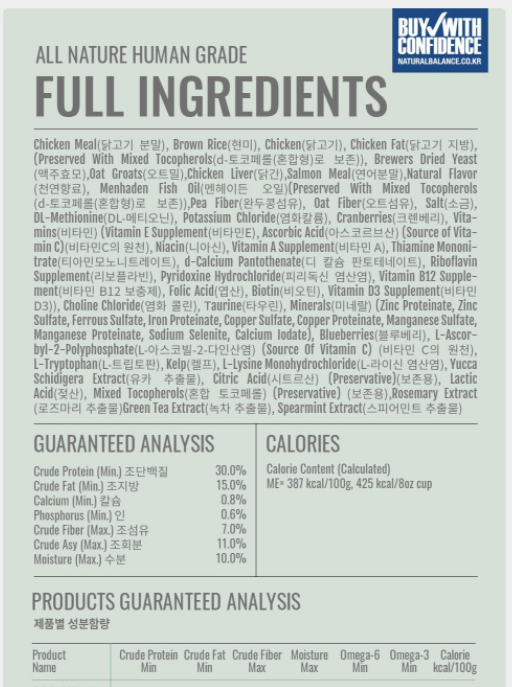 BUY WITH
CONFIDENCE
NATURALBALANCE.CO.KR
ALL NATURE HUMAN GRADE
FULL INGREDIENTS
Chicken Meal(닭고기 분말), Brown Rice(현미), Chicken(닭고기), Chicken Fat(닭고기 지방),
(Preserved With Mixed Tocopherols(d-토코페롤(혼합형)로 보존)), Brewers Dried Yeast
(맥주효모),Oat Groats(오트밀),Chicken Liver(닭간),Salmon Meal(연어분말),Natural Flavor
(천연향료), Menhaden Fish Oil(멘헤이든 오일)(Preserved With Mixed Tocopherols
(d-토코페롤(혼합형)로 보존)),Pea Fiber(완두콩섬유), Oat Fiber(오트섬유), Salt(소금),
DL-Methionine(DL-메티오닌), Potassium Chloride(염화칼륨), Cranberries(크렌베리), Vita-
mins(비타민) (Vitamin E Supplement(비타민E), Ascorbic Acid(아스코르브산) (Source of Vita-
min C)(비타민C의 원천), Niacin(니아신), Vitamin A Supplement(비타민 A), Thiamine Mononi-
trate(티아민모노니트레이트), d-Calcium Pantothenate(디 칼슘 판토테네이트), Riboflavin
Supplement(리보플라빈), Pyridoxine Hydrochloride(피리독신 염산염), Vitamin B12 Supple-
ment(비타민 B12 보충제), Folic Acid(엽산), Biotin(비오틴), Vitamin D3 Supplement(비타민
D3)), Choline Chloride(염화 콜린), Taurine(타우린), Minerals(미네랄) (Zinc Proteinate, Zinc
Sulfate, Ferrous Sulfate, Iron Proteinate, Copper Sulfate, Copper Proteinate, Manganese Sulfate,
Manganese Proteinate, Sodium Selenite, Calcium Iodate), Blueberries(블루베리), L-Ascor-
byl-2-Polyphosphate(L-아스코빌-2-다인산염) (Source Of Vitamin C) (비타민 C의 원천),
L-Tryptophan(L-트립토판), Kelp(켈프), L-Lysine Monohydrochloride(L-라이신 염산염), Yucca
Schidigera Extract(유카 추출물), Citric Acid(시트르산) (Preservative)(보존용), Lactic
Acid(젖산), Mixed Tocopherols(혼합 토코페롤) (Preservative) (보존용),Rosemary Extract
(로즈마리 추출물)Green Tea Extract(녹차 추출물), Spearmint Extract(스피어민트 추출물)
GUARANTEED ANALYSIS
Crude Protein (Min.) 조단백질 30.0%
Crude Fat (Min.) 조지방 15.0%
Calcium (Min.) 칼슘 0.8%
Phosphorus (Min.) 인 0.6%
Crude Fiber (Max.) 조섬유 7.0%
Crude Asy (Max.) 조회분 11.0%
Moisture (Max.) 수분 10.0%
CALORIES
Calorie Content (Calculated)
ME= 387 kcal/100g, 425 kcal/8oz cup
PRODUCTS GUARANTEED ANALYSIS
제품별 성분함량
Product Name
Crude Protein Min
Crude Fat Min
Crude Fiber Max
Moisture Max
Omega-6 Min
Omega-3 Min
Calorie kcal/100g